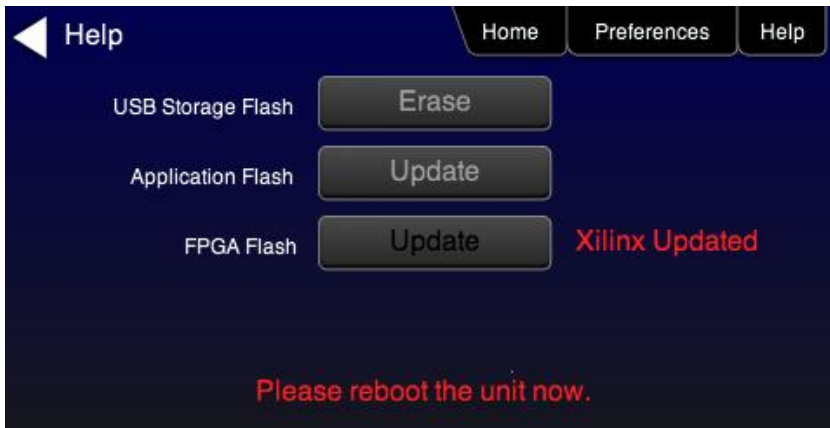 Help
Home
Preferences
Help
USB Storage Flash
Erase
Application Flash
Update
FPGA Flash
Update
Xilinx Updated
Please reboot the unit now.